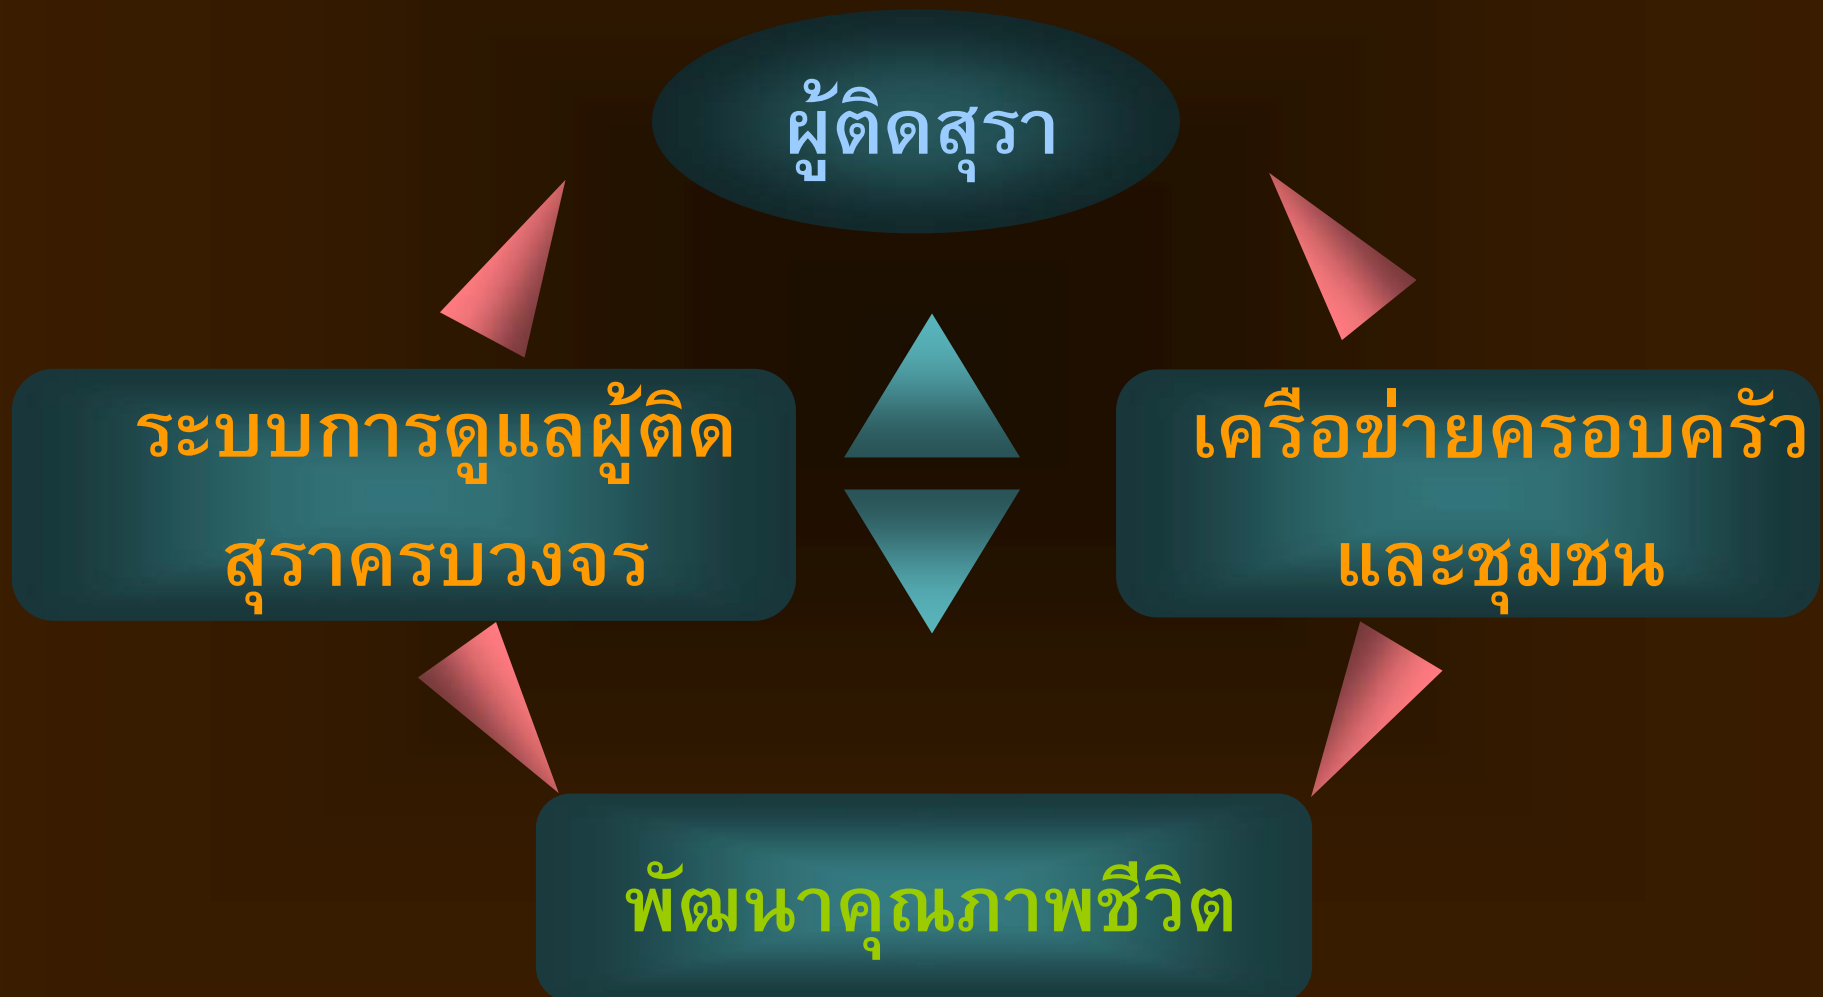 ผู้ติดสุรา
ระบบการดูแลผู้ติด
สุราครบวงจร
เครือข่ายครอบครัว
และชุมชน
พัฒนาคุณภาพชีวิต